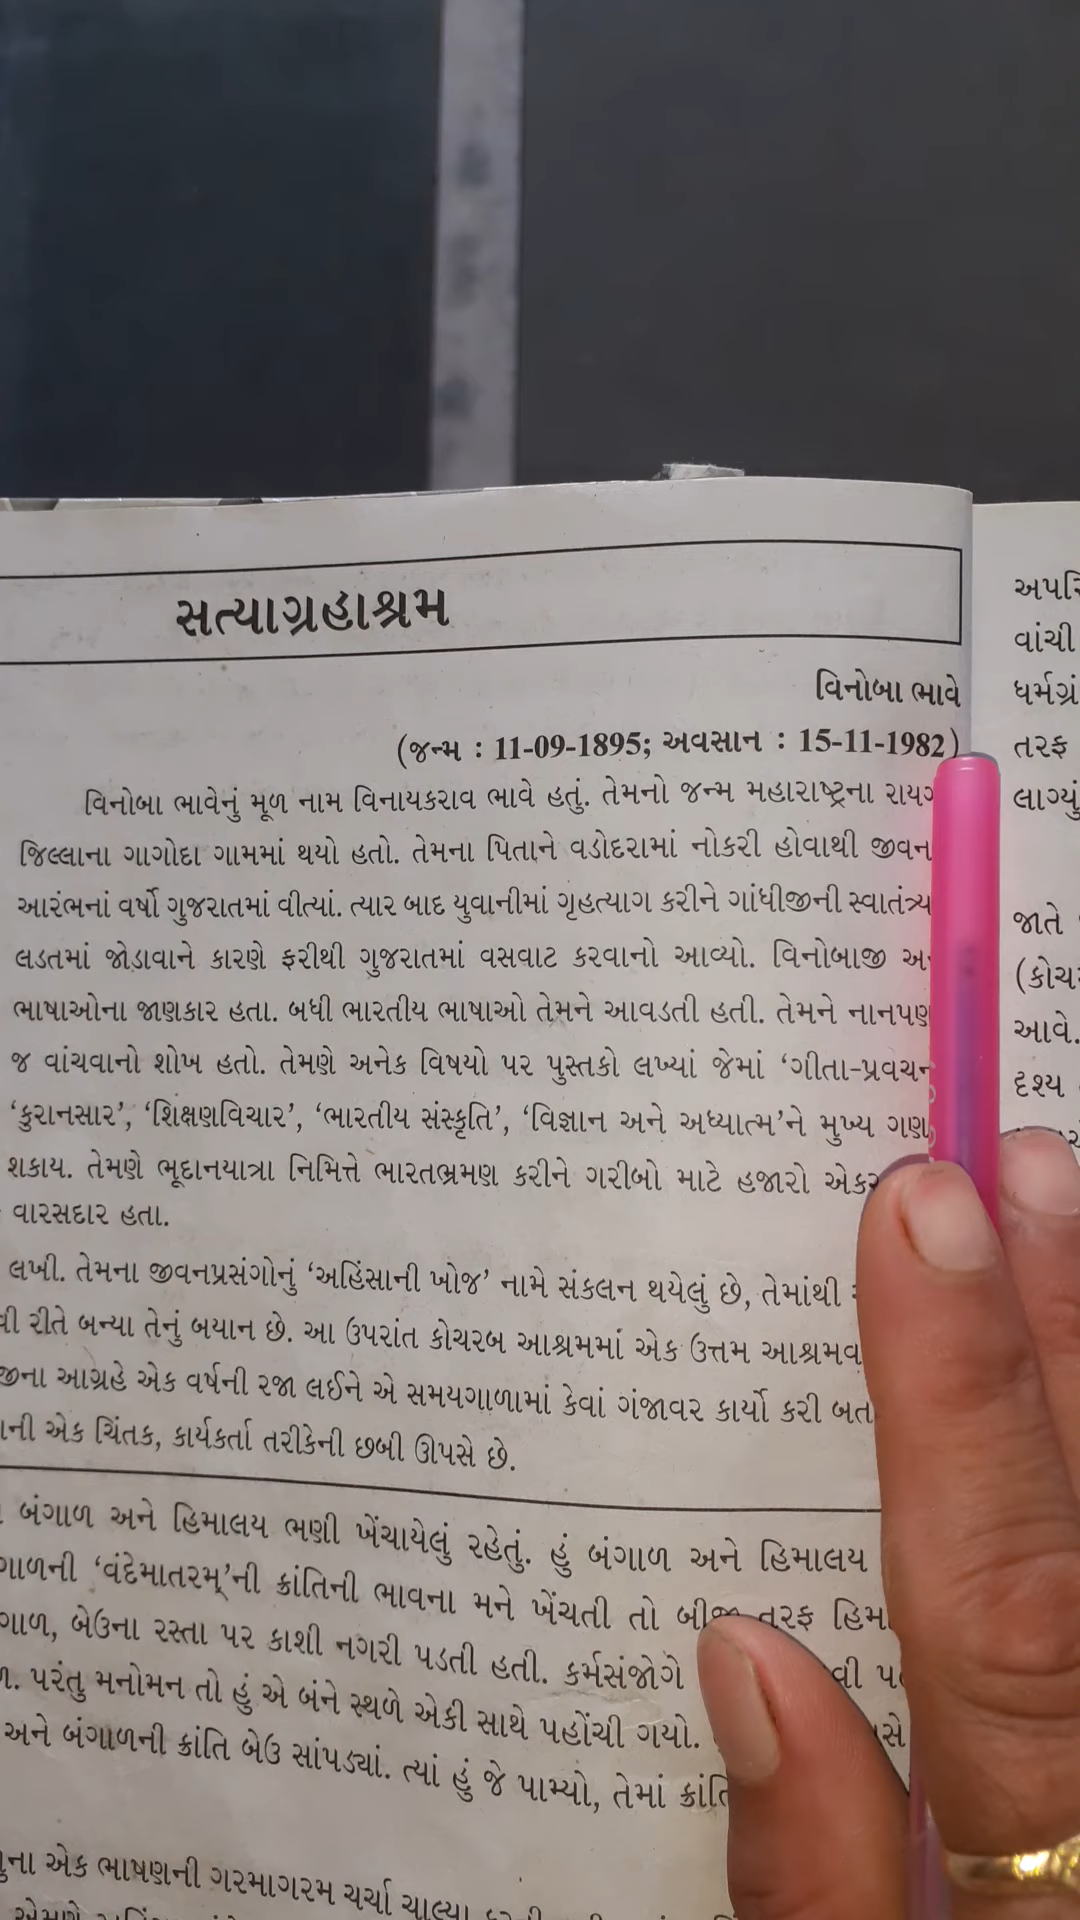 સત્યાગ્રહાશ્રમ
વિનોબા ભાવે
(જન્મ : 11-09-1895; અવસાન : 15-11-1982)
વિનોબા ભાવેનું મૂળ નામ વિનાયકરાવ ભાવે હતું. તેમનો જન્મ મહારાષ્ટ્રના
જિલ્લાના ગાગોદા ગામમાં થયો હતો. તેમના પિતાને વડોદરામાં નોકરી હોવાથી જીવન
આરંભનાં વર્ષો ગુજરાતમાં વીત્યાં. ત્યાર બાદ યુવાનીમાં ગૃહત્યાગ કરીને ગાંધીજીની સ્વાતંત્ર્ય
લડતમાં જોડાવાને કારણે ફરીથી ગુજરાતમાં વસવાટ કરવાનો આવ્યો. વિનોબાજી
ભાષાઓના જાણકાર હતા. બધી ભારતીય ભાષાઓ તેમને આવડતી હતી. તેમને નાનપણ
જ વાંચવાનો શોખ હતો. તેમણે અનેક વિષયો પર પુસ્તકો લખ્યાં જેમાં ‘ગીતા-પ્રવચન
‘કુરાનસાર’, ‘શિક્ષણવિચાર’, ‘ભારતીય સંસ્કૃતિ’, ‘વિજ્ઞાન અને અધ્યાત્મ’ને મુખ્ય ગણ
શકાય. તેમણે ભૂદાનયાત્રા નિમિત્તે ભારતભ્રમણ કરીને ગરીબો માટે હજારો
વારસદાર હતા.
લખી. તેમના જીવનપ્રસંગોનું ‘અહિંસાની ખોજ’ નામે સંકલન થયેલું છે, તેમાંથી
રીતે બન્યા તેનું બયાન છે. આ ઉપરાંત કોચરબ આશ્રમમાં એક ઉત્તમ
આગ્રહે એક વર્ષની રજા લઈને એ સમયગાળામાં કેવાં ગંજાવર કાર્યો કરી
એક ચિંતક, કાર્યકર્તા તરીકેની છબી ઊપસે છે.
બંગાળ અને હિમાલય ભણી ખેંચાયેલું રહેતું. હું બંગાળ અને હિમાલય
‘વંદેમાતરમ્’ની ક્રાંતિની ભાવના મને ખેંચતી તો બીજી તરફ
બેઉના રસ્તા પર કાશી નગરી પડતી હતી. કર્મસંજોગે
પરંતુ મનોમન તો હું એ બંને સ્થળે એકી સાથે પહોંચી ગયો.
અને બંગાળની ક્રાંતિ બેઉ સાંપડ્યાં. ત્યાં હું જે પામ્યો, તેમાં
એક ભાષણની ગરમાગરમ ચર્ચા ચાલ્યા
વાંચી
તરફ
લાગ્યું
જાતે
આવે.
દૃશ્ય